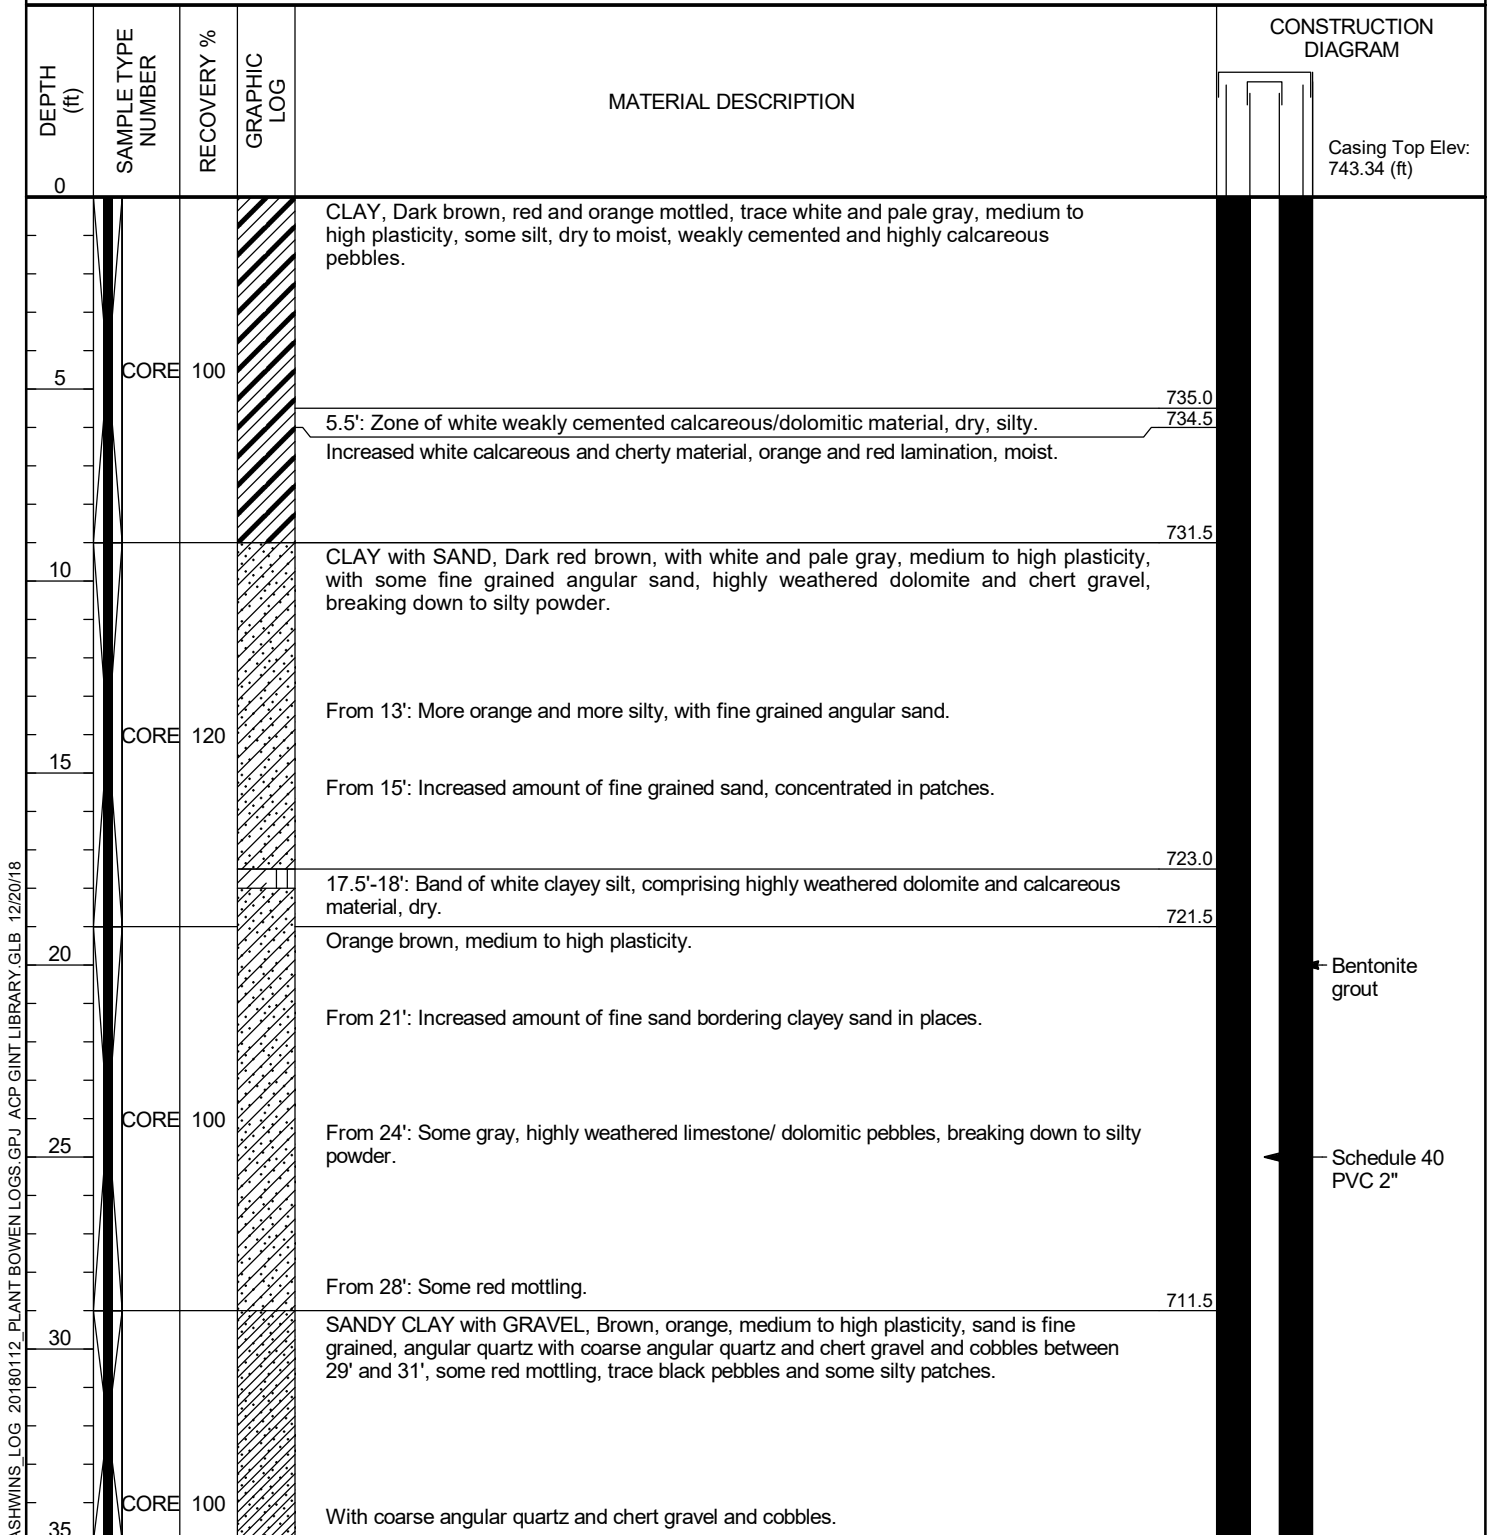 DEPTH
(ft)
SAMPLE TYPE
NUMBER
RECOVERY %
GRAPHIC
LOG
MATERIAL DESCRIPTION
CONSTRUCTION
DIAGRAM
Casing Top Elev:
743.34 (ft)
0
CLAY, Dark brown, red and orange mottled, trace white and pale gray, medium to
high plasticity, some silt, dry to moist, weakly cemented and highly calcareous
pebbles.
CORE 100
5
735.0
5.5': Zone of white weakly cemented calcareous/dolomitic material, dry, silty.
734.5
Increased white calcareous and cherty material, orange and red lamination, moist.
731.5
CLAY with SAND, Dark red brown, with white and pale gray, medium to high plasticity,
with some fine grained angular sand, highly weathered dolomite and chert gravel,
breaking down to silty powder.
10
From 13': More orange and more silty, with fine grained angular sand.
CORE 120
15
From 15': Increased amount of fine grained sand, concentrated in patches.
723.0
17.5'-18': Band of white clayey silt, comprising highly weathered dolomite and calcareous
material, dry.
721.5
Orange brown, medium to high plasticity.
20
Bentonite
grout
From 21': Increased amount of fine sand bordering clayey sand in places.
CORE 100
From 24': Some gray, highly weathered limestone/ dolomitic pebbles, breaking down to silty
powder.
25
Schedule 40
PVC 2"
From 28': Some red mottling.
711.5
SANDY CLAY with GRAVEL, Brown, orange, medium to high plasticity, sand is fine
grained, angular quartz with coarse angular quartz and chert gravel and cobbles between
29' and 31', some red mottling, trace black pebbles and some silty patches.
30
CORE 100
With coarse angular quartz and chert gravel and cobbles.
35
ASHWINS_LOG 20180112_PLANT BOWEN LOGS.GPJ ACP GINT LIBRARY.GLB 12/20/18